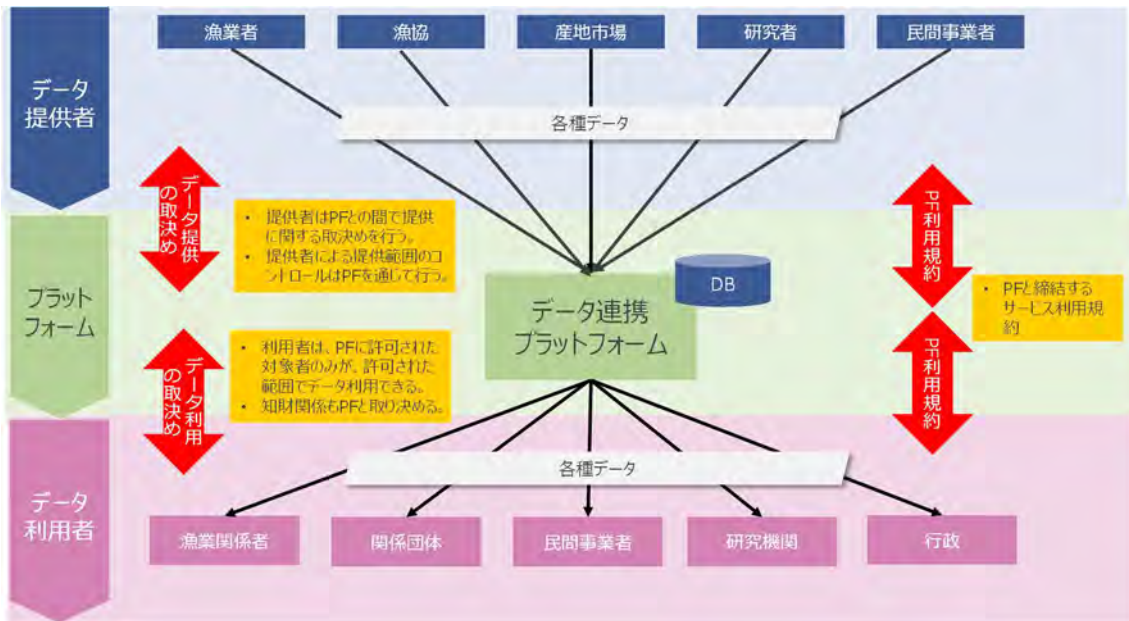 漁業者
漁協
産地市場
研究者
民間事業者
データ
提供者
各種データ
データ提供
の取決め
• 提供者はPFとの間で提供
に関する取決めを行う。
• 提供者による提供範囲のコ
ントロールはPFを通じて行う。
PF利用規約
プラット
フォーム
データ連携
プラットフォーム
DB
• PFと締結する
サービス利用規
約
データ利用
の取決め
• 利用者は、PFに許可された
対象者のみが、許可された
範囲でデータ利用できる。
• 知財関係もPFと取り決める。
PF利用規約
データ
利用者
各種データ
漁業関係者
関係団体
民間事業者
研究機関
行政